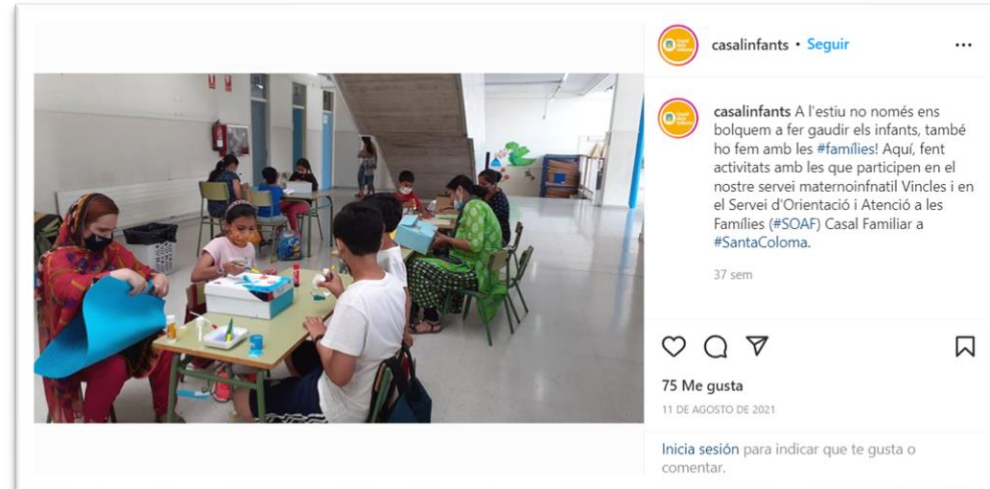 casalinfants • Seguir
casalinfants A l'estiu no només ens
bolquem a fer gaudir els infants, també
ho fem amb les #famílies! Aquí, fent
activitats amb les que participen en el
nostre servei maternoinfnatil Vincles i en
el Servei d'Orientació i Atenció a les
Famílies (#SOAF) Casal Familiar a
#SantaColoma.
37 sem
75 Me gusta
11 DE AGOSTO DE 2021
Inicia sesión para indicar que te gusta o
comentar.